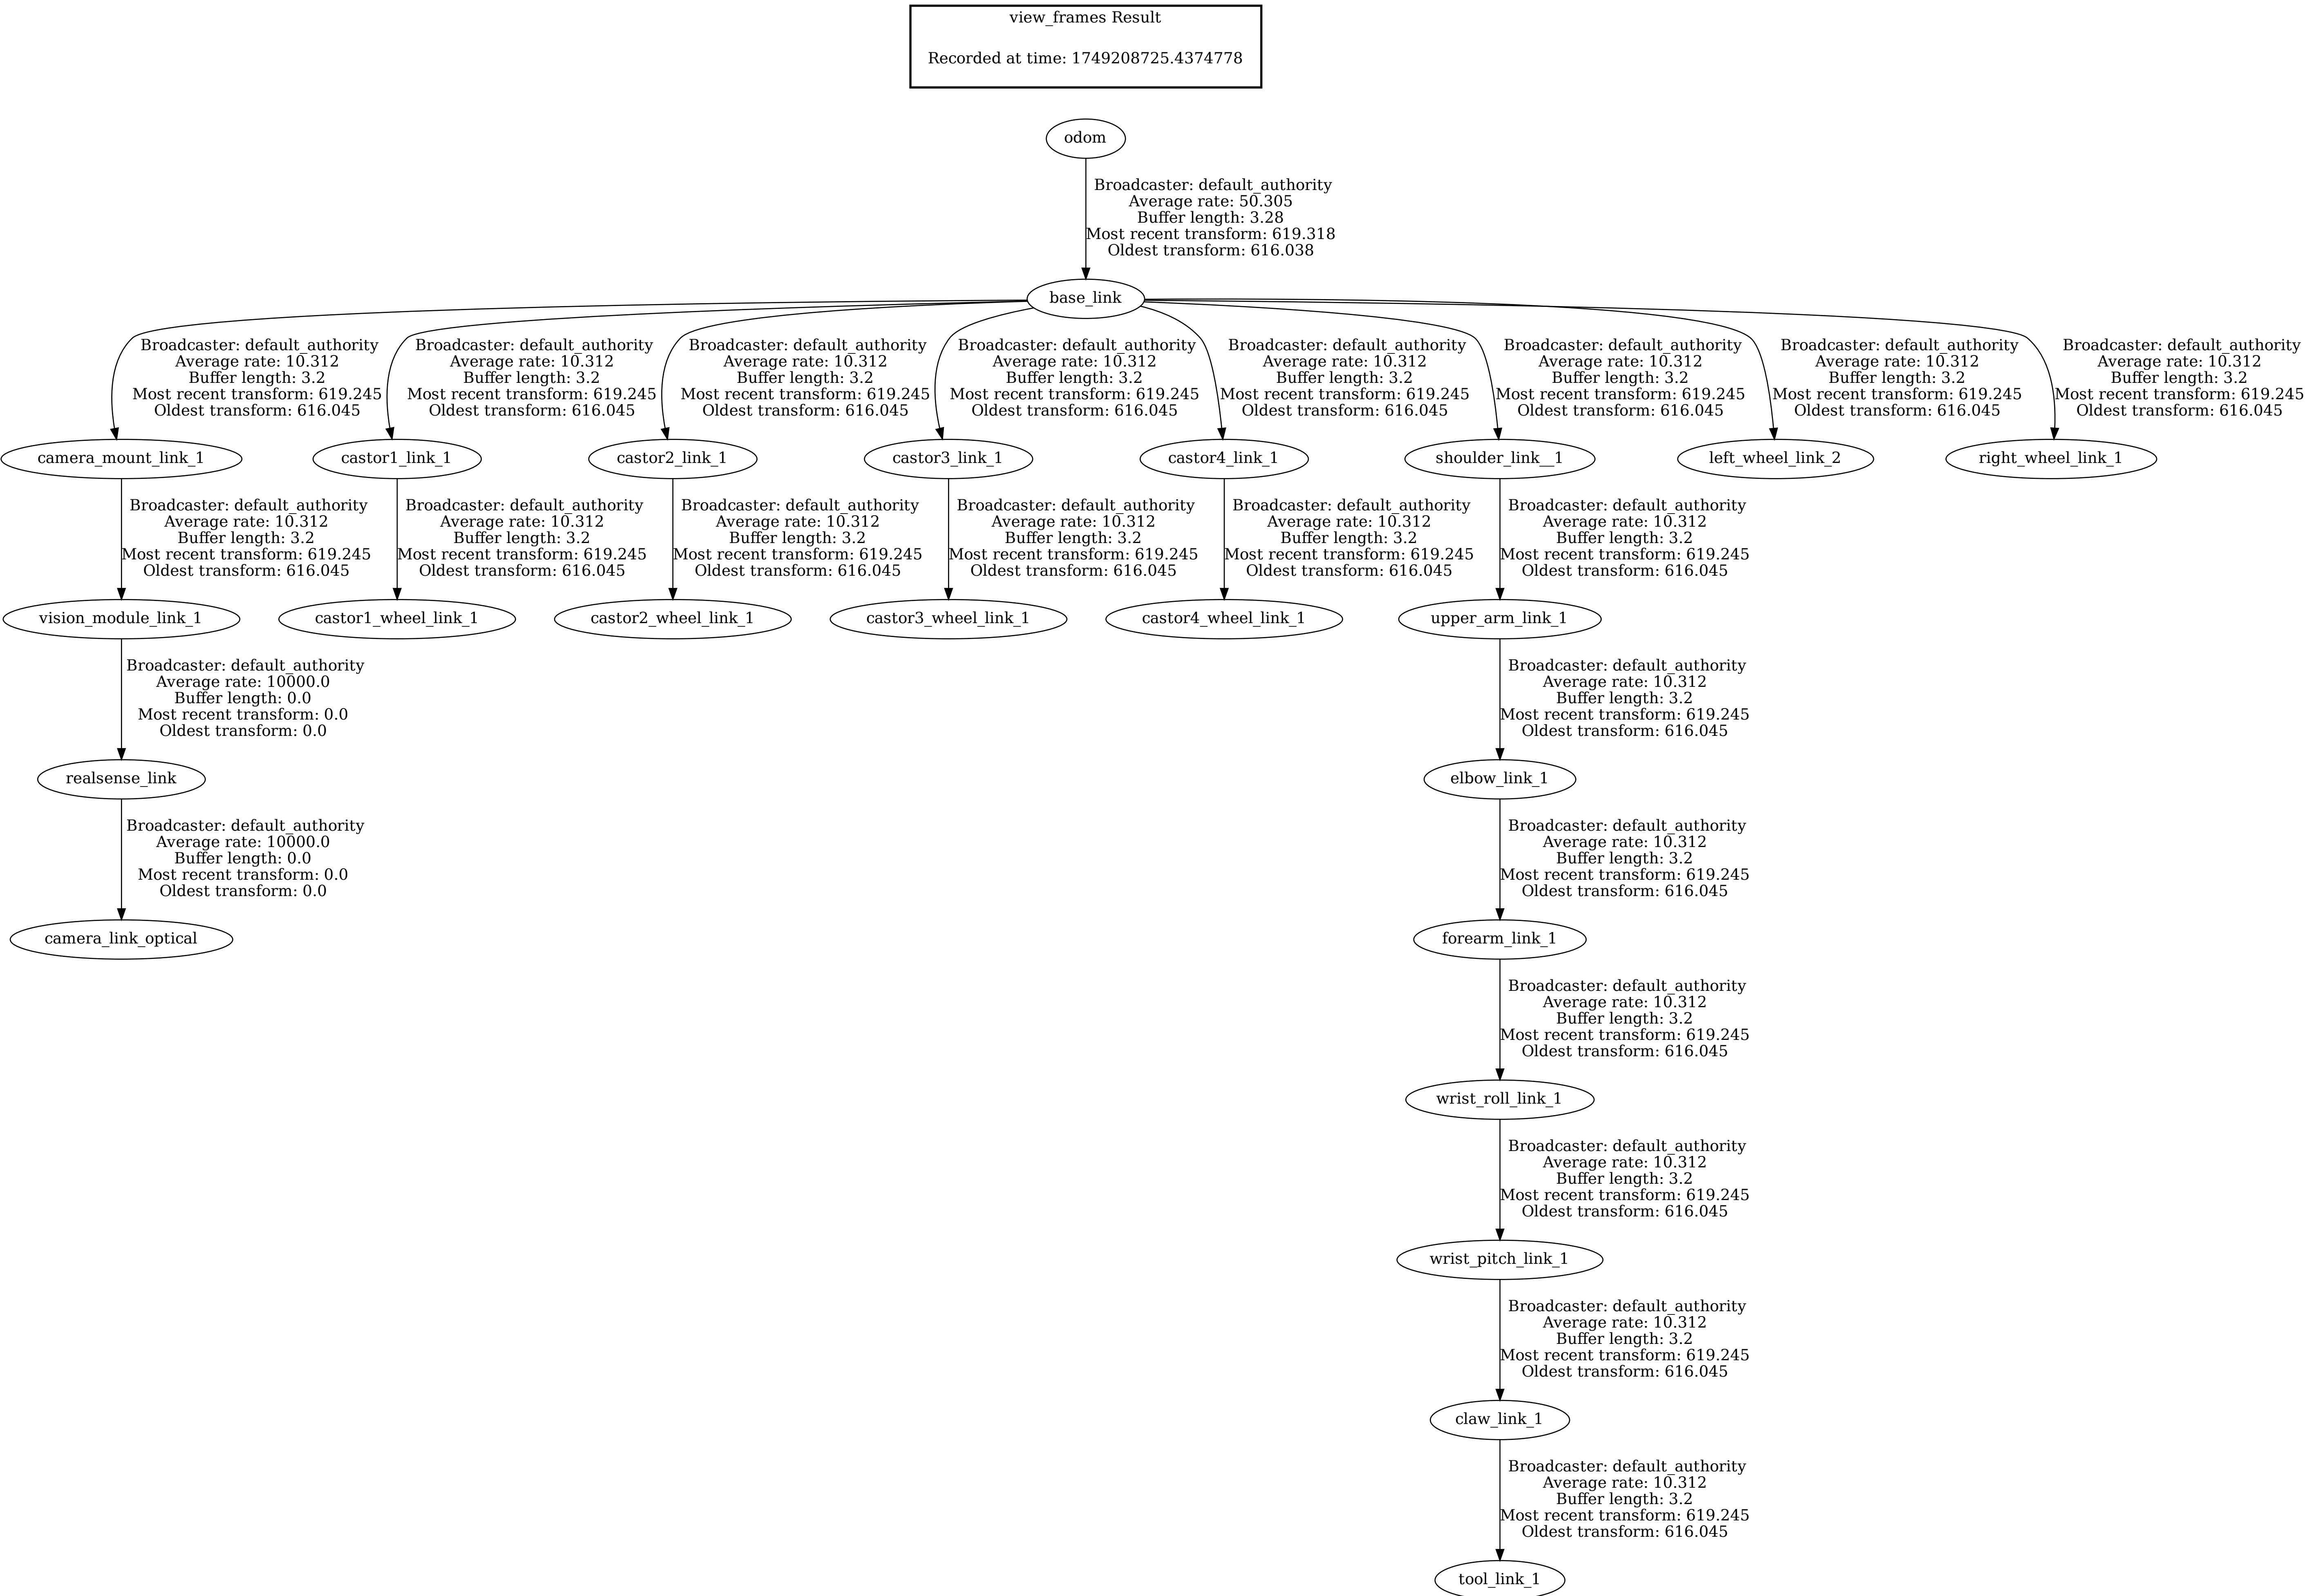 view_frames Result
Recorded at time: 1749208725.4374778
odom
Broadcaster: default_authority
Average rate: 50.305
Buffer length: 3.28
Most recent transform: 619.318
Oldest transform: 616.038
base_link
Broadcaster: default_authority
Average rate: 10.312
Buffer length: 3.2
Most recent transform: 619.245
Oldest transform: 616.045
Broadcaster: default_authority
Average rate: 10.312
Buffer length: 3.2
Most recent transform: 619.245
Oldest transform: 616.045
Broadcaster: default_authority
Average rate: 10.312
Buffer length: 3.2
Most recent transform: 619.245
Oldest transform: 616.045
Broadcaster: default_authority
Average rate: 10.312
Buffer length: 3.2
Most recent transform: 619.245
Oldest transform: 616.045
Broadcaster: default_authority
Average rate: 10.312
Buffer length: 3.2
Most recent transform: 619.245
Oldest transform: 616.045
Broadcaster: default_authority
Average rate: 10.312
Buffer length: 3.2
Most recent transform: 619.245
Oldest transform: 616.045
Broadcaster: default_authority
Average rate: 10.312
Buffer length: 3.2
Most recent transform: 619.245
Oldest transform: 616.045
Broadcaster: default_authority
Average rate: 10.312
Buffer length: 3.2
Most recent transform: 619.245
Oldest transform: 616.045
camera_mount_link_1
castor1_link_1
castor2_link_1
castor3_link_1
castor4_link_1
shoulder_link__1
left_wheel_link_2
right_wheel_link_1
Broadcaster: default_authority
Average rate: 10.312
Buffer length: 3.2
Most recent transform: 619.245
Oldest transform: 616.045
Broadcaster: default_authority
Average rate: 10.312
Buffer length: 3.2
Most recent transform: 619.245
Oldest transform: 616.045
Broadcaster: default_authority
Average rate: 10.312
Buffer length: 3.2
Most recent transform: 619.245
Oldest transform: 616.045
Broadcaster: default_authority
Average rate: 10.312
Buffer length: 3.2
Most recent transform: 619.245
Oldest transform: 616.045
Broadcaster: default_authority
Average rate: 10.312
Buffer length: 3.2
Most recent transform: 619.245
Oldest transform: 616.045
Broadcaster: default_authority
Average rate: 10.312
Buffer length: 3.2
Most recent transform: 619.245
Oldest transform: 616.045
vision_module_link_1
castor1_wheel_link_1
castor2_wheel_link_1
castor3_wheel_link_1
castor4_wheel_link_1
upper_arm_link_1
Broadcaster: default_authority
Average rate: 10000.0
Buffer length: 0.0
Most recent transform: 0.0
Oldest transform: 0.0
Broadcaster: default_authority
Average rate: 10.312
Buffer length: 3.2
Most recent transform: 619.245
Oldest transform: 616.045
realsense_link
elbow_link_1
Broadcaster: default_authority
Average rate: 10000.0
Buffer length: 0.0
Most recent transform: 0.0
Oldest transform: 0.0
Broadcaster: default_authority
Average rate: 10.312
Buffer length: 3.2
Most recent transform: 619.245
Oldest transform: 616.045
camera_link_optical
forearm_link_1
Broadcaster: default_authority
Average rate: 10.312
Buffer length: 3.2
Most recent transform: 619.245
Oldest transform: 616.045
wrist_roll_link_1
Broadcaster: default_authority
Average rate: 10.312
Buffer length: 3.2
Most recent transform: 619.245
Oldest transform: 616.045
wrist_pitch_link_1
Broadcaster: default_authority
Average rate: 10.312
Buffer length: 3.2
Most recent transform: 619.245
Oldest transform: 616.045
claw_link_1
Broadcaster: default_authority
Average rate: 10.312
Buffer length: 3.2
Most recent transform: 619.245
Oldest transform: 616.045
tool_link_1